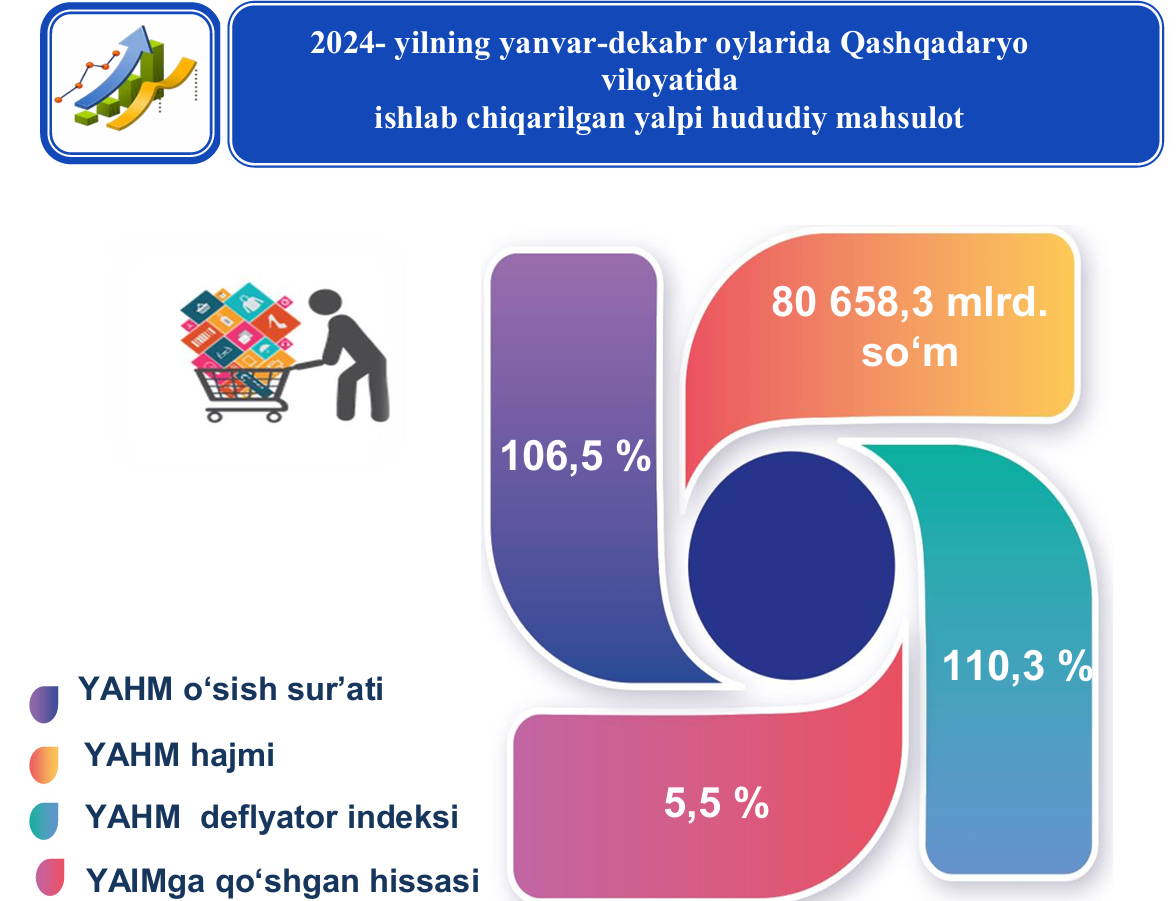 2024- yilning yanvar-dekabr oylarida Qashqadaryo
viloyatida
ishlab chiqarilgan yalpi hududiy mahsulot
80 658,3 mlrd.
so‘m
106,5 %
110,3 %
5,5 %
YAHM o‘sish sur’ati
YAHM hajmi
YAHM  deflyator indeksi
YAIMga qo‘shgan hissasi